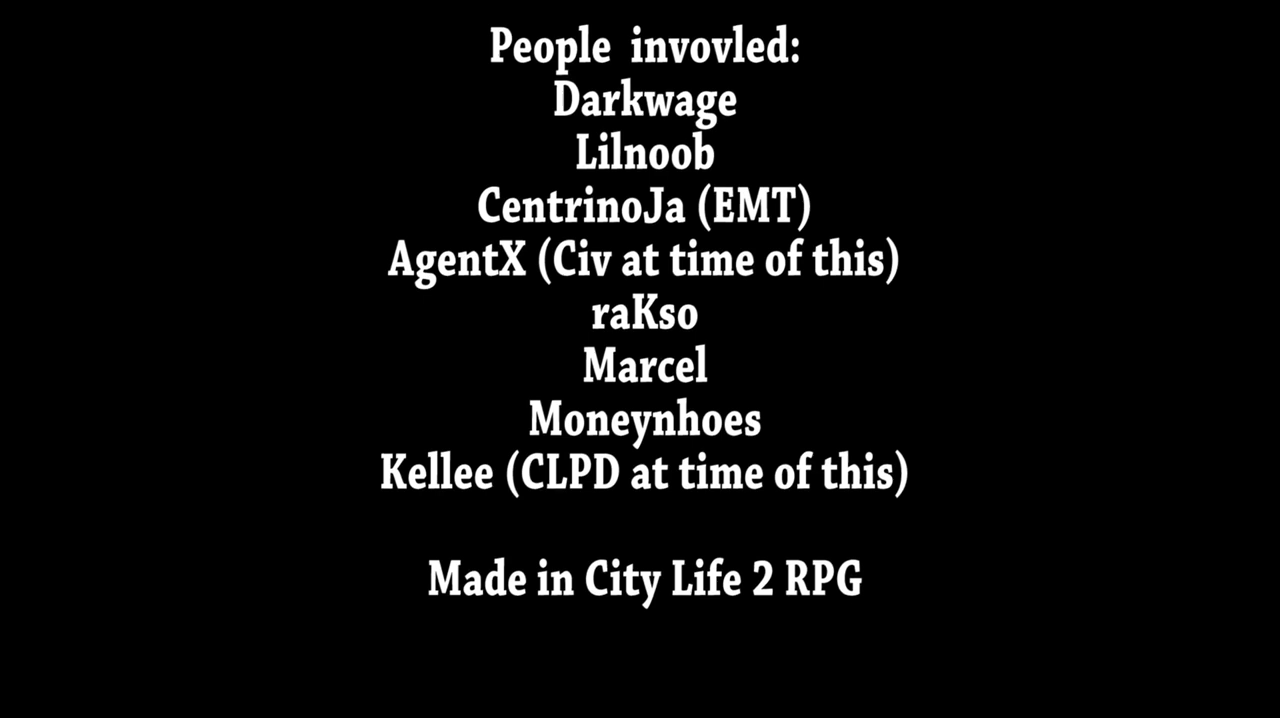 People invovled:
Darkwage
Lilnoob
CentrinoJa (EMT)
AgentX (Civ at time of this)
raKso
Marcel
Moneynhoes
Kellee (CLPD at time of this)
Made in City Life 2 RPG